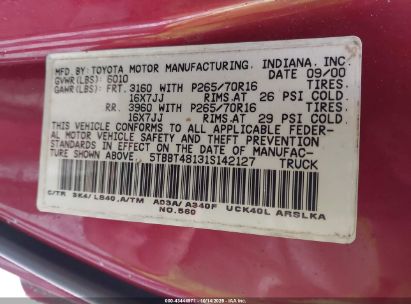 MFD. BY: TOYOTA MOTOR MANUFACTURING, INDIANA, INC.
GVWR(LBS): 6010 DATE 09/00
GAWR(LBS): FRT. 3160 WITH P265/70R16 TIRES,
16X7JJ RIMS.AT 26 PSI COLD.
RR. 3960 WITH P265/70R16 TIRES,
16X7JJ RIMS.AT 29 PSI COLD.
THIS VEHICLE CONFORMS TO ALL APPLICABLE FEDER-
AL MOTOR VEHICLE SAFETY AND THEFT PREVENTION
STANDARDS IN EFFECT ON THE DATE OF MANUFAC-
TURE SHOWN ABOVE. 5TBBT48131S142127
TRUCK
C/TR 3K4/LB40.A/TM A03A/A340F UCK40L ARSLKA
NO.560